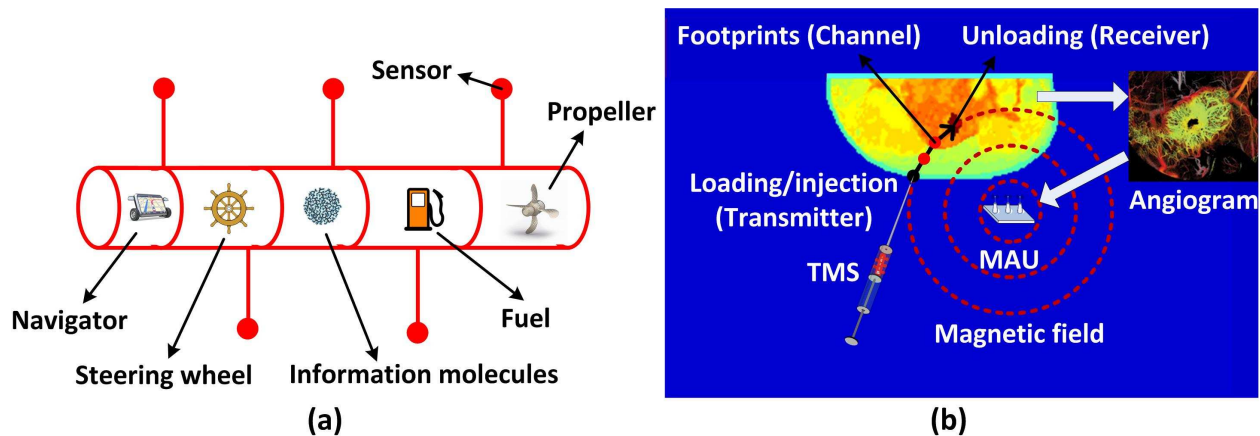 Sensor
Propeller
Navigator
Fuel
Steering wheel
Information molecules
(a)
Footprints (Channel)
Unloading (Receiver)
Loading/injection
(Transmitter)
Angiogram
MAU
TMS
Magnetic field
(b)